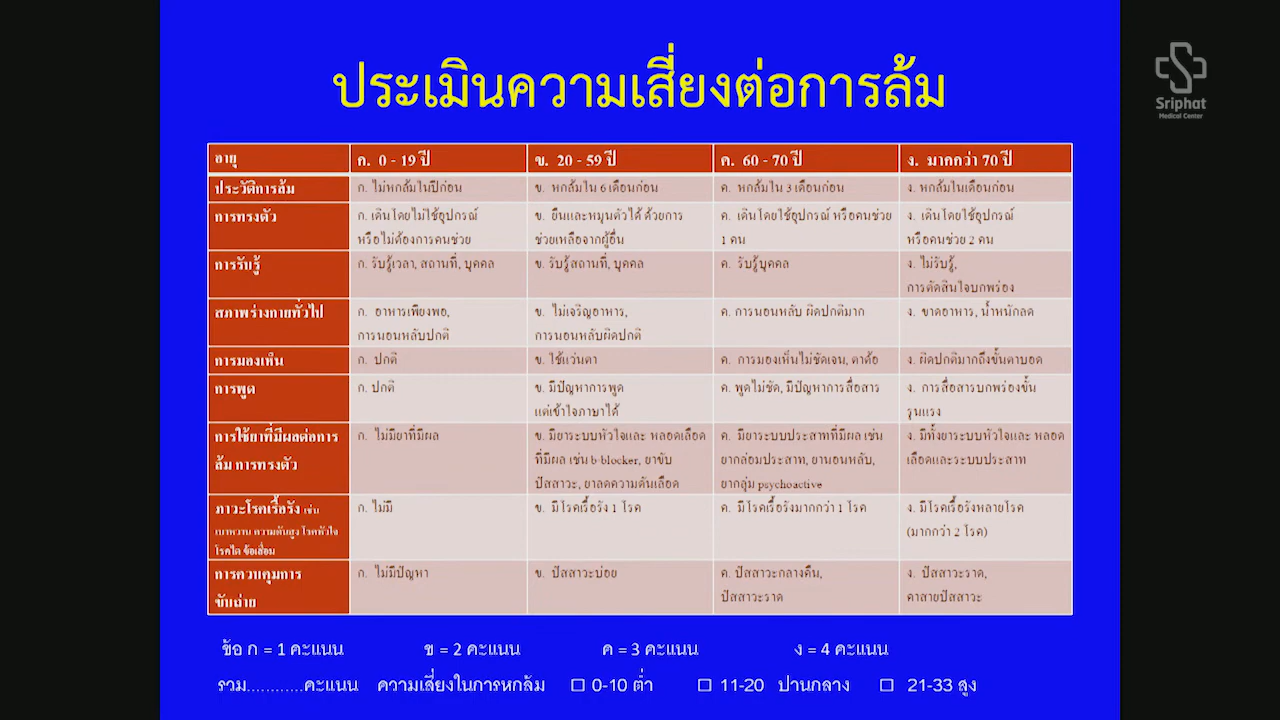 ประเมินความเสี่ยงต่อการล้ม
Sriphat
Medical Center
อายุ ก. 0 - 19 ปี ข. 20 - 59 ปี ค. 60 - 70 ปี ง. มากกว่า 70 ปี
ประวัติการล้ม ก. ไม่หกล้มในปีก่อน ข. หกล้มใน 6 เดือนก่อน ค. หกล้มใน 3 เดือนก่อน ง. หกล้มในเดือนก่อน
การทรงตัว ก. เดินโดยไม่ใช้อุปกรณ์ ข. ยืนและหมุนตัวได้ ด้วยการ ค. เดินโดยใช้อุปกรณ์ หรือคนช่วย ง. เดินโดยใช้อุปกรณ์
หรือไม่ต้องการคนช่วย ช่วยเหลือจากผู้อื่น 1 คน หรือคนช่วย 2 คน
การรับรู้ ก. รับรู้เวลา, สถานที่, บุคคล ข. รับรู้สถานที่, บุคคล ค. รับรู้บุคคล ง. ไม่รับรู้,
การตัดสินใจบกพร่อง
สภาพร่างกายทั่วไป ก. อาหารเพียงพอ, ข. ไม่เจริญอาหาร, ค. การนอนหลับ ผิดปกติมาก ง. ขาดอาหาร, น้ำหนักลด
การนอนหลับปกติ การนอนหลับผิดปกติ
การมองเห็น ก. ปกติ ข. ใช้แว่นตา ค. การมองเห็นไม่ชัดเจน, ตาต้อ ง. ผิดปกติมากถึงขั้นตาบอด
การพูด ก. ปกติ ข. มีปัญหาการพูด ค. พูดไม่ชัด, มีปัญหาการสื่อสาร ง. การสื่อสารบกพร่องขั้น
แต่เข้าใจภาษาได้ รุนแรง
การใช้ยาที่มีผลต่อการ ก. ไม่มียาที่มีผล ข. มียาระบบหัวใจและ หลอดเลือด ค. มียาระบบประสาทที่มีผล เช่น ง. มีทั้งยาระบบหัวใจและ หลอด
ล้ม การทรงตัว ที่มีผล เช่น b-blocker, ยาขับ ยากล่อมประสาท, ยานอนหลับ, เลือดและระบบประสาท
ปัสสาวะ, ยาลดความดันเลือด ยากลุ่ม psychoactive
ภาวะโรคเรื้อรัง เช่น ก. ไม่มี ข. มีโรคเรื้อรัง 1 โรค ค. มีโรคเรื้อรังมากกว่า 1 โรค ง. มีโรคเรื้อรังหลายโรค
เบาหวาน ความดันสูง โรคหัวใจ (มากกว่า 2 โรค)
โรคไต ข้อเสื่อม
การควบคุมการ ก. ไม่มีปัญหา ข. ปัสสาวะบ่อย ค. ปัสสาวะกลางคืน, ง. ปัสสาวะราด,
ขับถ่าย ปัสสาวะราด คาสายปัสสาวะ
ข้อ ก = 1 คะแนน ข = 2 คะแนน ค = 3 คะแนน ง = 4 คะแนน
รวม............คะแนน ความเสี่ยงในการหกล้ม ☐ 0-10 ต่ำ ☐ 11-20 ปานกลาง ☐ 21-33 สูง